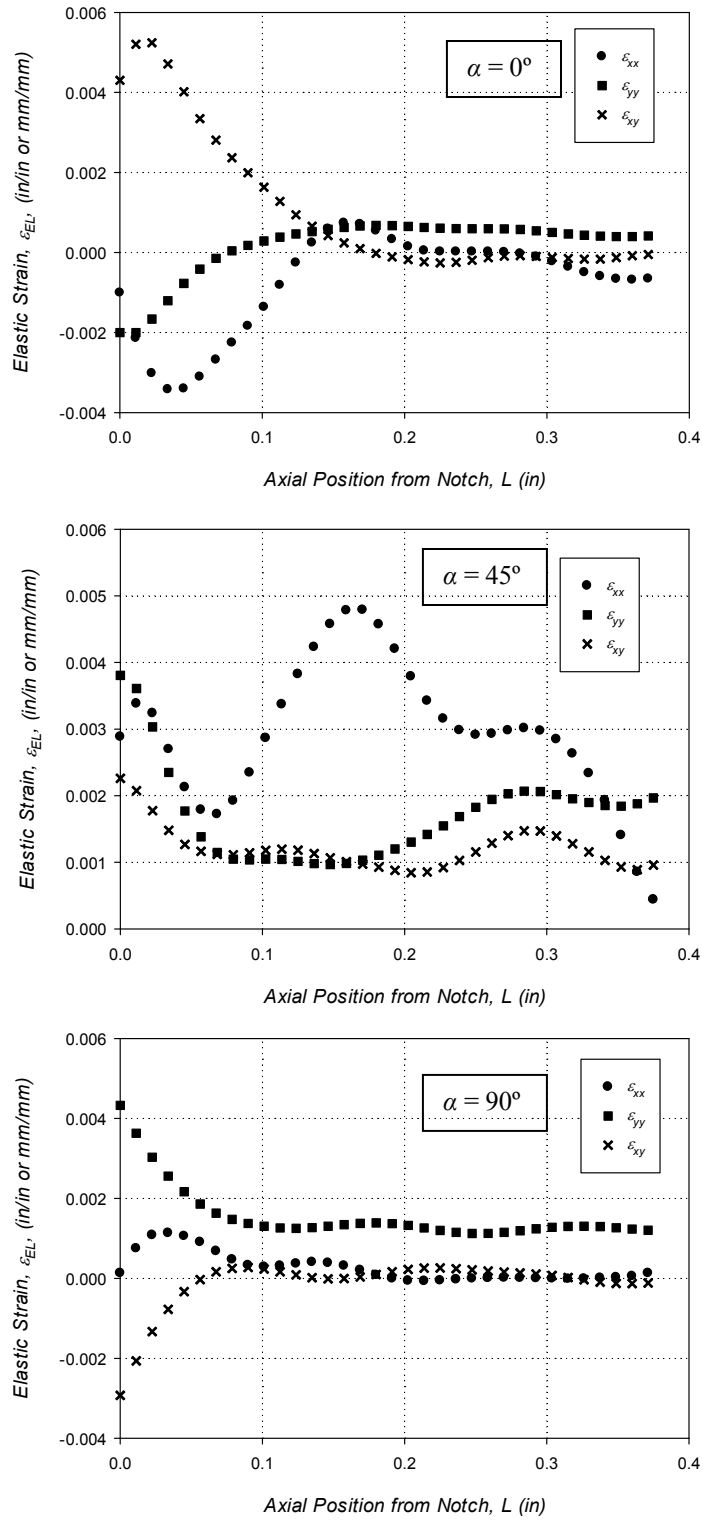 0.006
0.004
0.002
0.000
-0.002
-0.004
Elastic Strain, εEL, (in/in or mm/mm)
α = 0º
εxx
εyy
εxy
0.0 0.1 0.2 0.3 0.4
Axial Position from Notch, L (in)
0.006
0.005
0.004
0.003
0.002
0.001
0.000
Elastic Strain, εEL, (in/in or mm/mm)
α = 45º
εxx
εyy
εxy
0.0 0.1 0.2 0.3 0.4
Axial Position from Notch, L (in)
0.006
0.004
0.002
0.000
-0.002
-0.004
Elastic Strain, εEL, (in/in or mm/mm)
α = 90º
εxx
εyy
εxy
0.0 0.1 0.2 0.3 0.4
Axial Position from Notch, L (in)